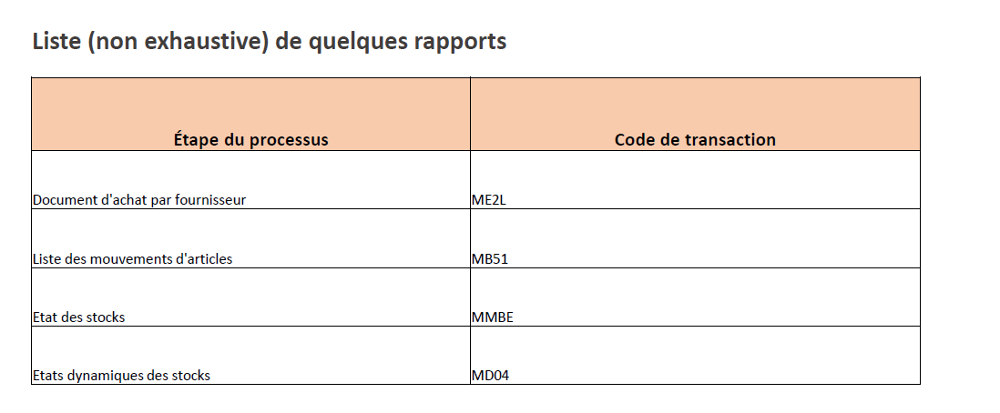 Liste (non exhaustive) de quelques rapports
Étape du processus Code de transaction
Document d'achat par fournisseur ME2L
Liste des mouvements d'articles MB51
Etat des stocks MMBE
Etats dynamiques des stocks MD04